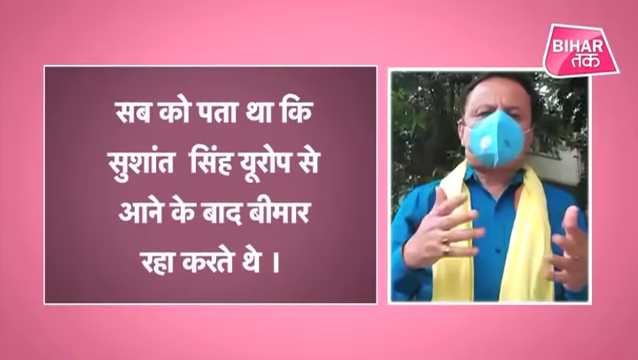 BIHAR
तक
सब को पता था कि
सुशांत सिंह यूरोप से
आने के बाद बीमार
रहा करते थे ।